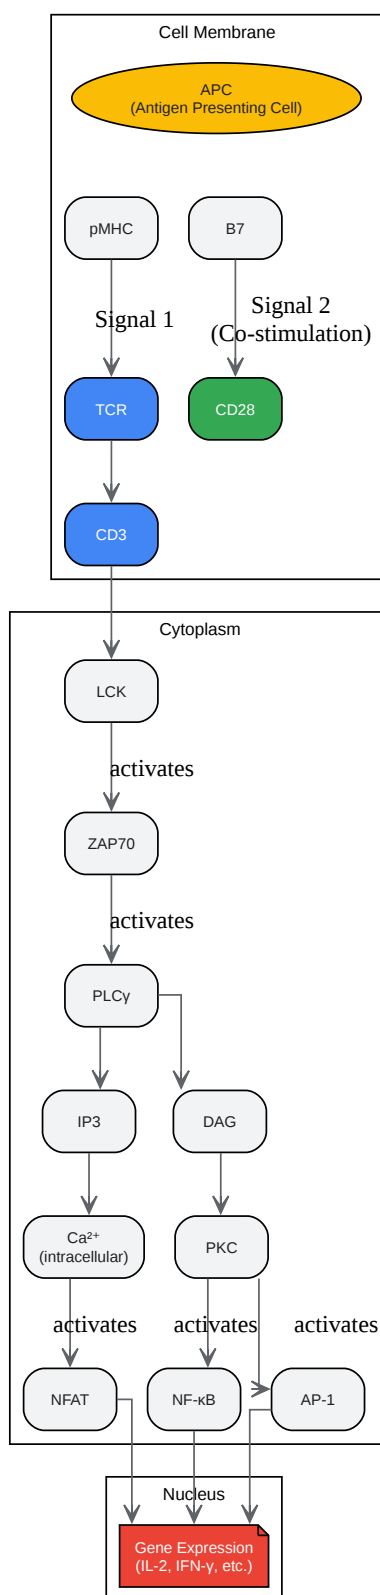 Cell Membrane
APC
(Antigen Presenting Cell)
pMHC
B7
Signal 1
Signal 2
(Co-stimulation)
TCR
CD28
CD3
Cytoplasm
LCK
activates
ZAP70
activates
PLCγ
IP3
DAG
Ca²⁺
(intracellular)
PKC
activates
activates
activates
NFAT
NF-κB
AP-1
Nucleus
Gene Expression
(IL-2, IFN-γ, etc.)